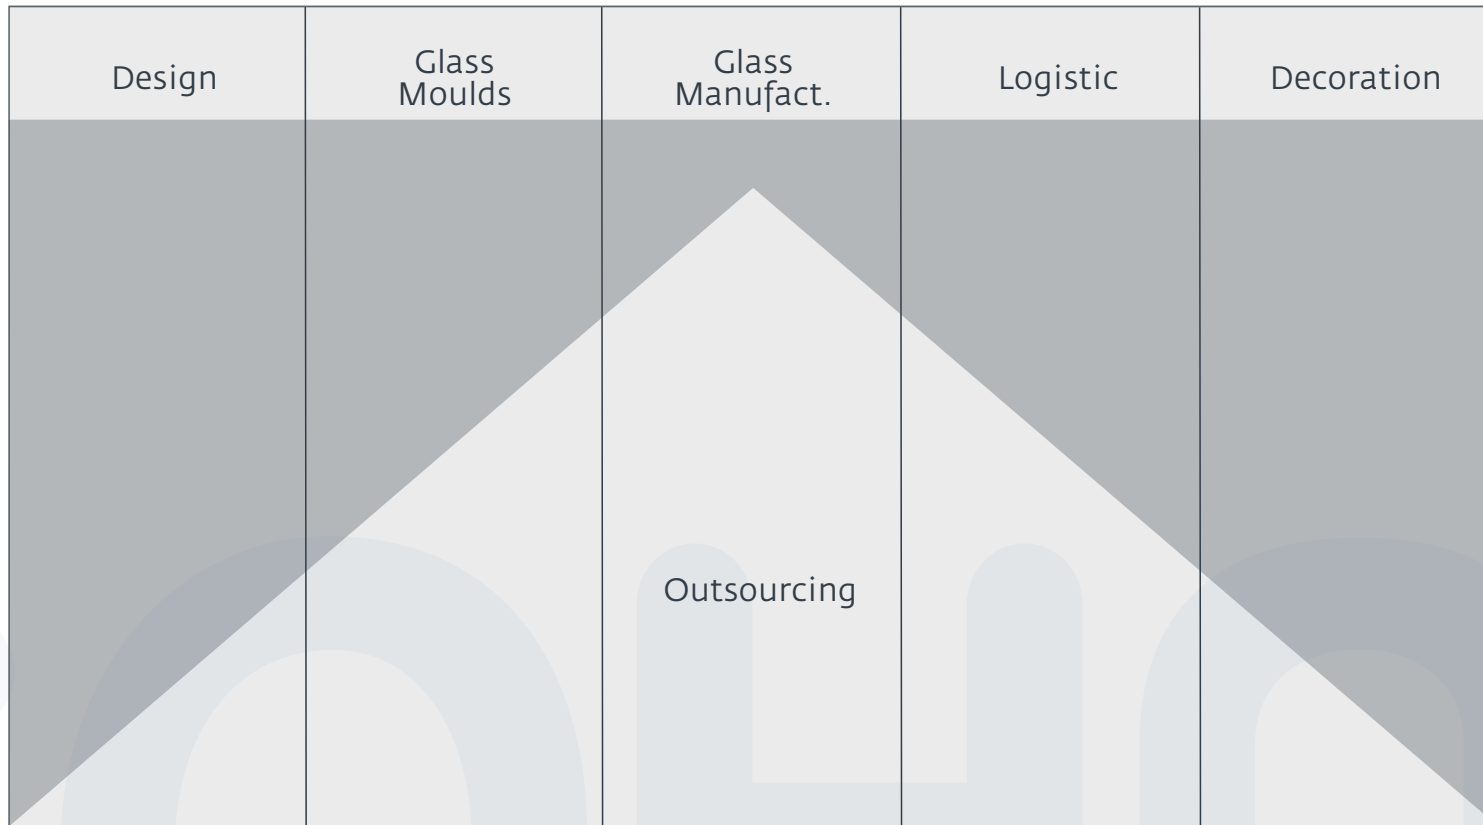 Design
Glass
Moulds
Glass
Manufact.
Logistic
Decoration
Outsourcing